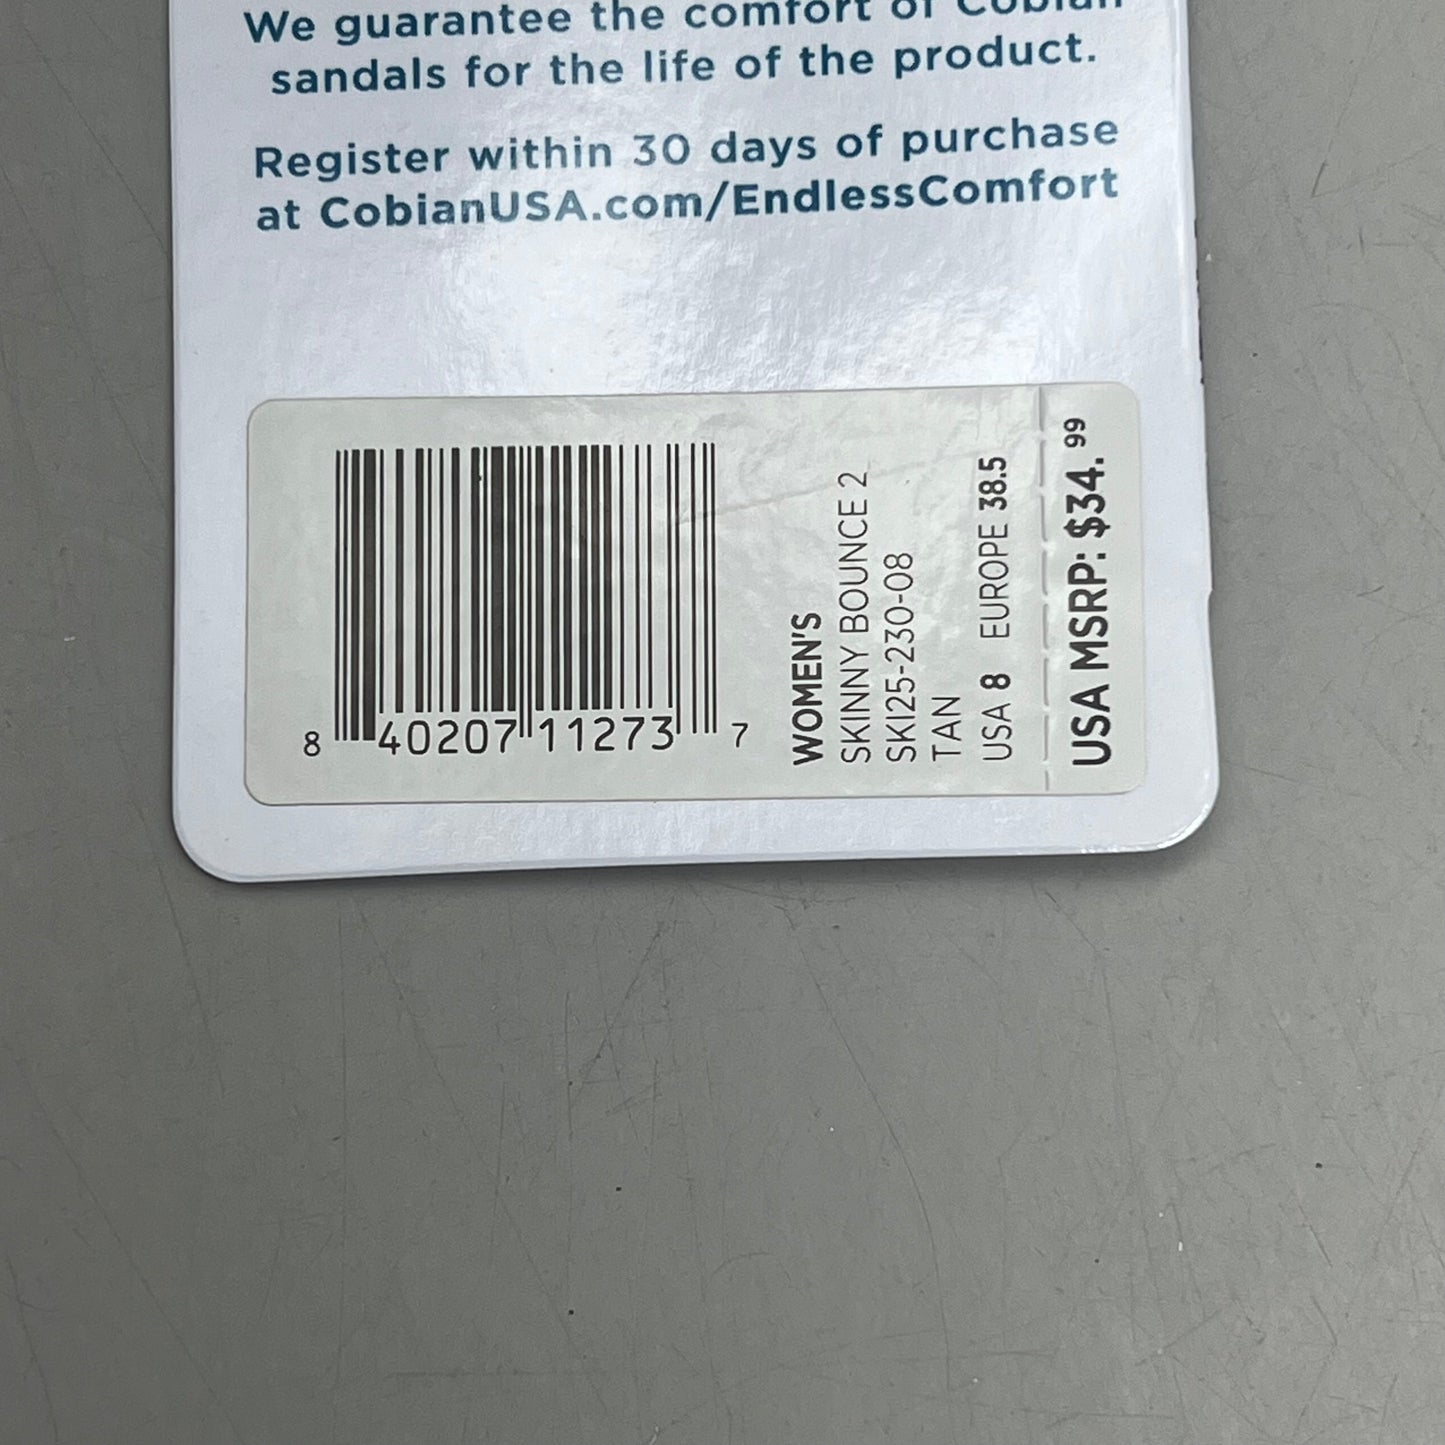 We guarantee the comfort of Cobian
sandals for the life of the product.
Register within 30 days of purchase
at CobianUSA.com/EndlessComfort
8 40207 11273 7
WOMEN'S
SKINNY BOUNCE 2
SKI25-230-08
TAN
USA 8 EUROPE 38.5
USA MSRP: $34.99